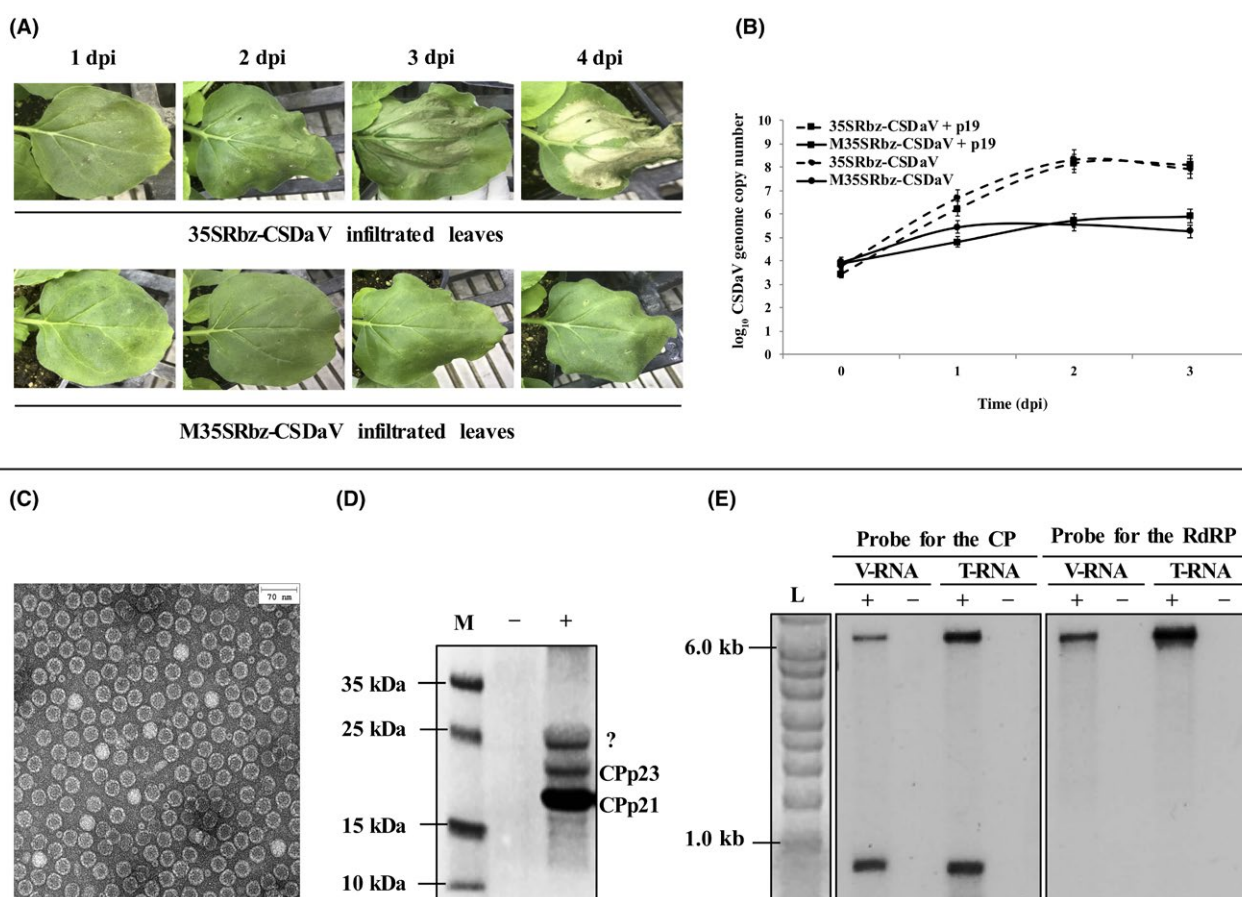 (A)
1 dpi 2 dpi 3 dpi 4 dpi
35SRbz-CSDaV infiltrated leaves
M35SRbz-CSDaV infiltrated leaves
(B)
log₁₀ CSDaV genome copy number
10
9
8
7
6
5
4
3
2
1
0
35SRbz-CSDaV + p19
M35SRbz-CSDaV + p19
35SRbz-CSDaV
M35SRbz-CSDaV
0 1 2 3
Time (dpi)
(C)
70 nm
(D)
M − +
35 kDa
25 kDa
?
CPp23
CPp21
15 kDa
10 kDa
(E)
Probe for the CP Probe for the RdRP
V-RNA T-RNA V-RNA T-RNA
L + − + − + − + −
6.0 kb
1.0 kb